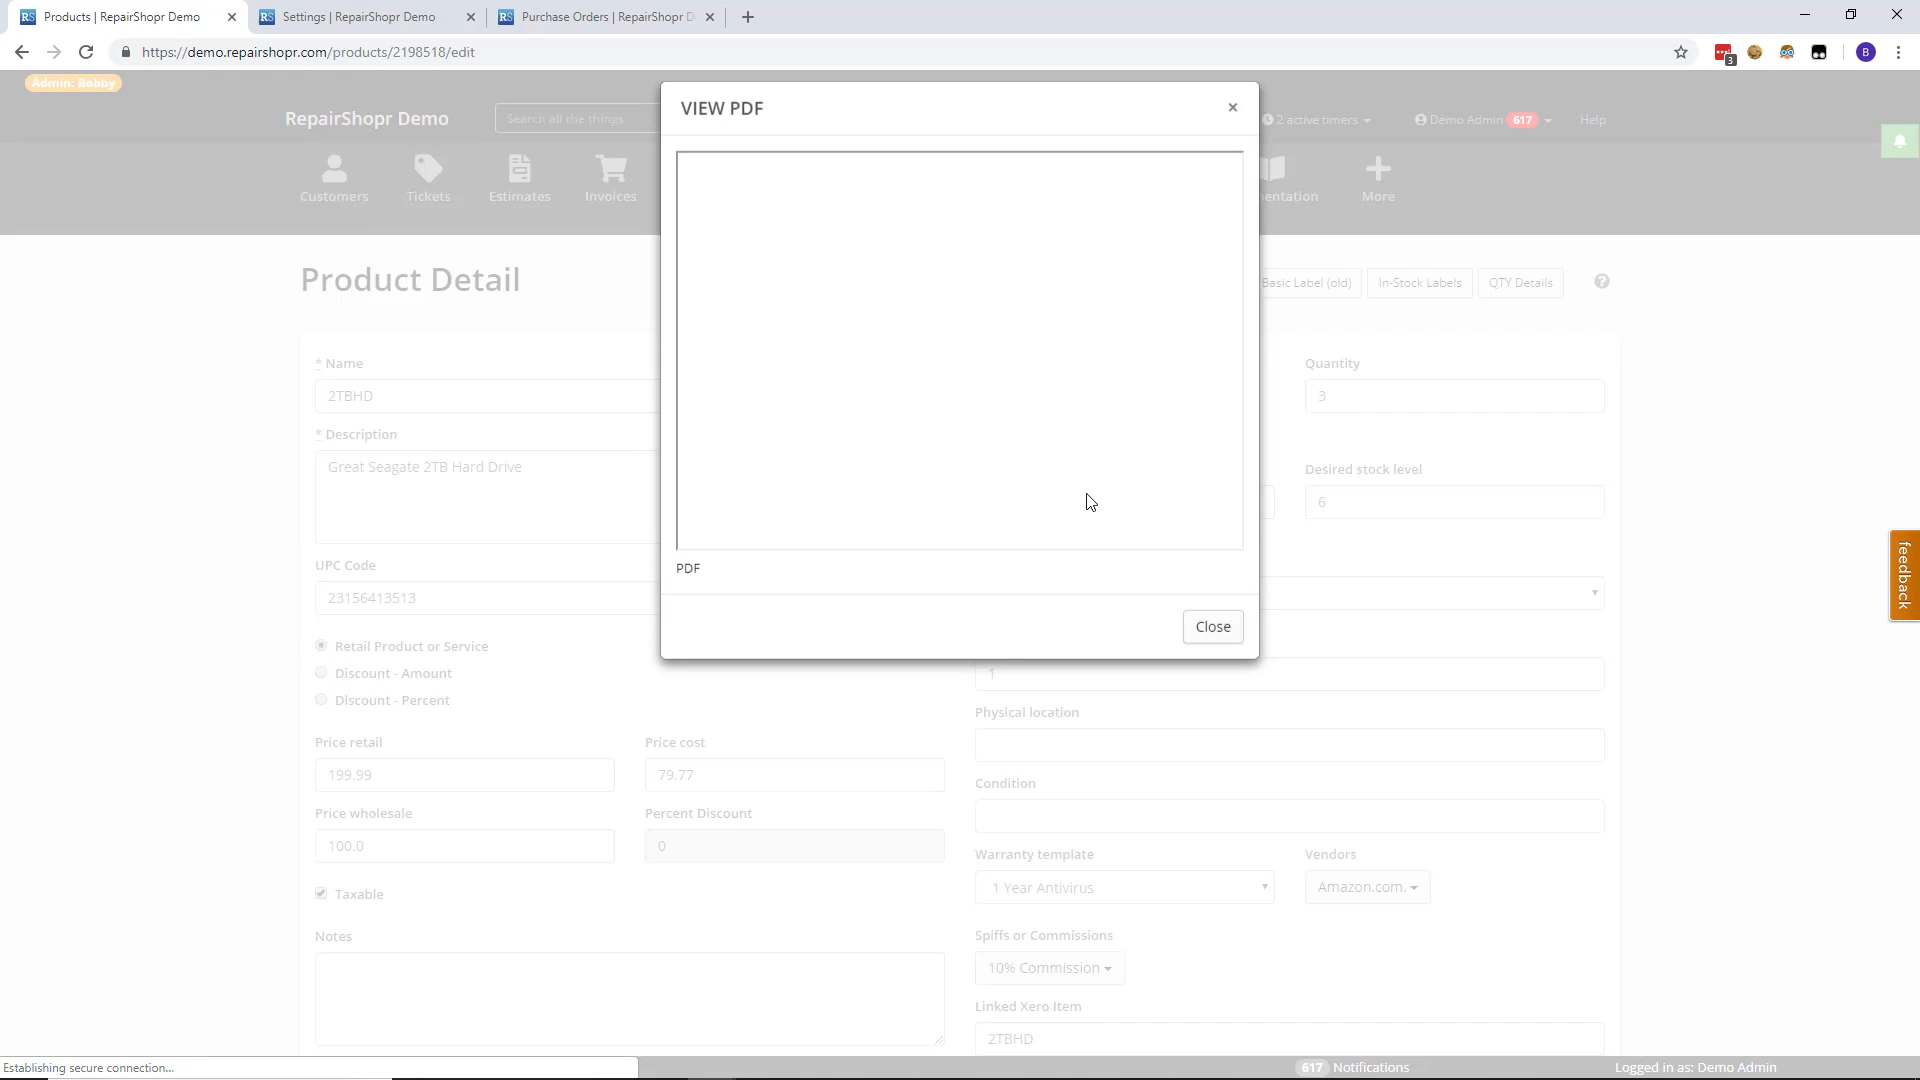 Products | RepairShopr Demo
Settings | RepairShopr Demo
Purchase Orders | RepairShopr D
https://demo.repairshopr.com/products/2198518/edit
3
B
Admin: Bobby
RepairShopr Demo
Search all the things
2 active timers
Demo Admin 617
Help
Customers
Tickets
Estimates
Invoices
entation
More
VIEW PDF
PDF
Close
Product Detail
Basic Label (old)
In-Stock Labels
QTY Details
* Name
2TBHD
* Description
Great Seagate 2TB Hard Drive
UPC Code
23156413513
Retail Product or Service
Discount - Amount
Discount - Percent
Price retail
199.99
Price cost
79.77
Price wholesale
100.0
Percent Discount
0
Taxable
Notes
Quantity
3
Desired stock level
6
1
Physical location
Condition
Warranty template
1 Year Antivirus
Vendors
Amazon.com,
Spiffs or Commissions
10% Commission
Linked Xero Item
2TBHD
feedback
Establishing secure connection...
617 Notifications
Logged in as: Demo Admin